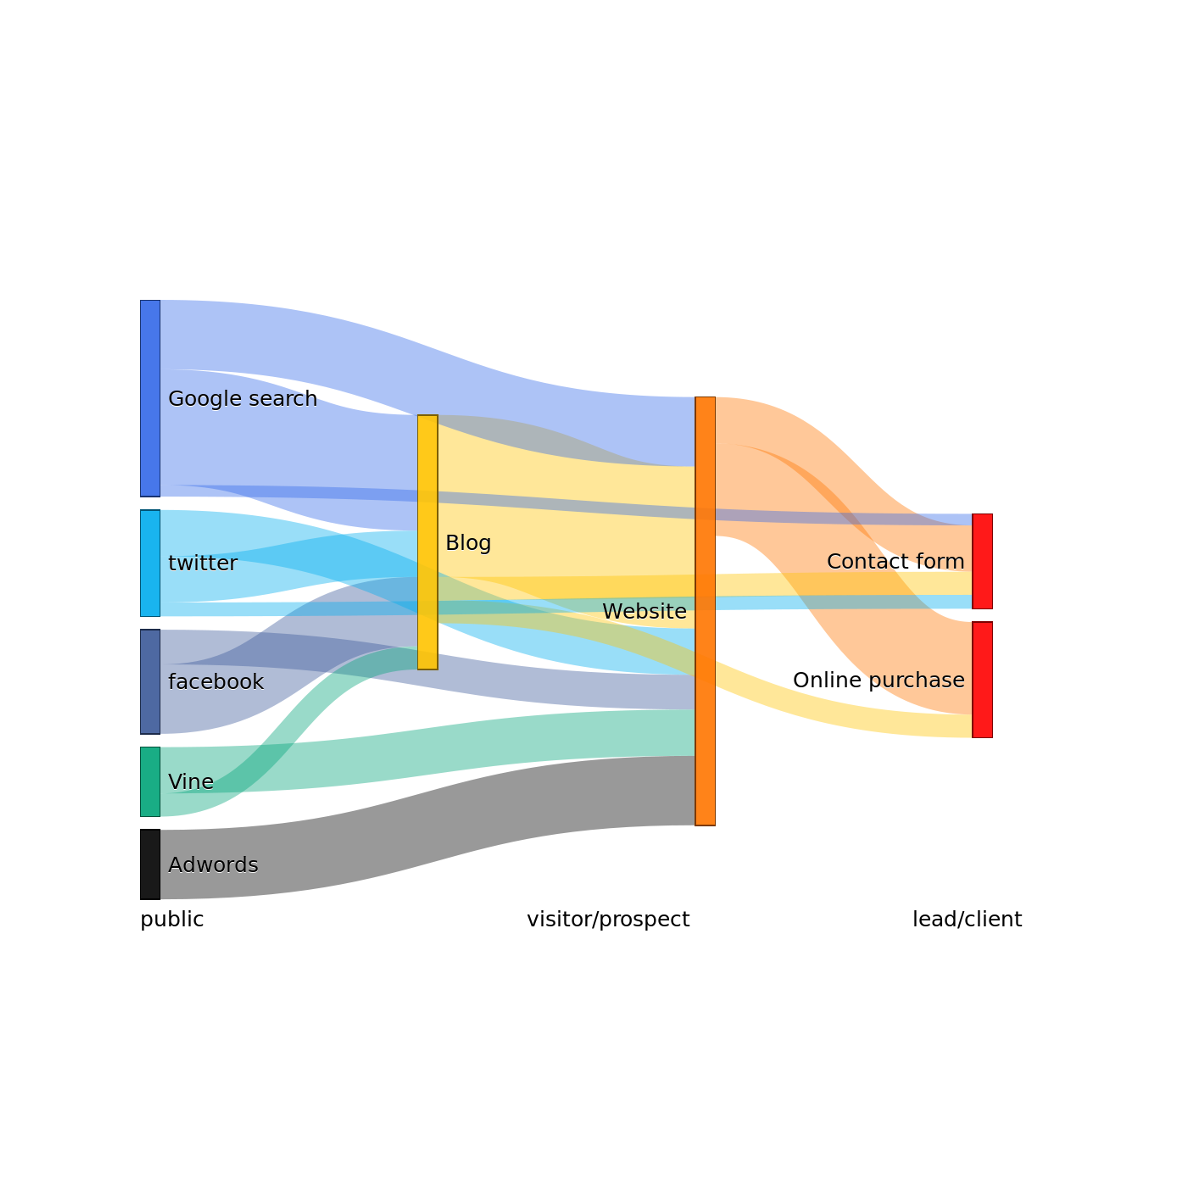 Google search
Blog
twitter
Contact form
Website
facebook
Online purchase
Vine
Adwords
public
visitor/prospect
lead/client